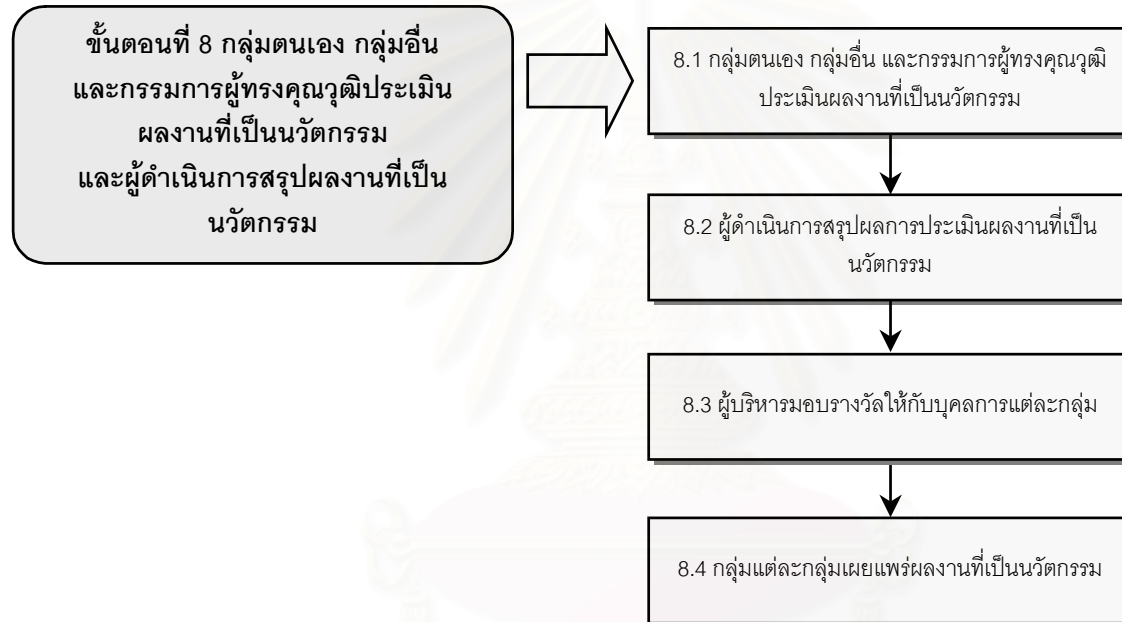 ขั้นตอนที่ 8 กลุ่มตนเอง กลุ่มอื่น
และกรรมการผู้ทรงคุณวุฒิประเมิน
ผลงานที่เป็นนวัตกรรม
และผู้ดำเนินการสรุปผลงานที่เป็น
นวัตกรรม
8.1 กลุ่มตนเอง กลุ่มอื่น และกรรมการผู้ทรงคุณวุฒิ
ประเมินผลงานที่เป็นนวัตกรรม
8.2 ผู้ดำเนินการสรุปผลการประเมินผลงานที่เป็น
นวัตกรรม
8.3 ผู้บริหารมอบรางวัลให้กับบุคลการแต่ละกลุ่ม
8.4 กลุ่มแต่ละกลุ่มเผยแพร่ผลงานที่เป็นนวัตกรรม